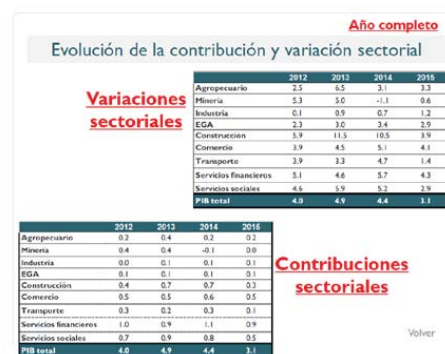 Año completo
Evolución de la contribución y variación sectorial
Variaciones sectoriales
2012 2013 2014 2015
Agropecuario 2.5 6.5 3.1 3.3
Minería 5.3 5.0 -1.1 0.6
Industria 0.1 0.9 0.7 1.2
EGA 2.3 3.0 3.4 2.9
Construcción 5.9 11.5 10.5 3.9
Comercio 3.9 4.5 5.1 4.1
Transporte 3.9 3.3 4.7 1.4
Servicios financieros 5.1 4.6 5.7 4.3
Servicios sociales 4.6 5.9 5.2 2.9
PIB total 4.0 4.9 4.4 3.1
2012 2013 2014 2015
Agropecuario 0.2 0.4 0.2 0.2
Minería 0.4 0.4 -0.1 0.0
Industria 0.0 0.1 0.1 0.1
EGA 0.1 0.1 0.1 0.1
Construcción 0.4 0.7 0.7 0.3
Comercio 0.5 0.5 0.6 0.5
Transporte 0.3 0.2 0.3 0.1
Servicios financieros 1.0 0.9 1.1 0.9
Servicios sociales 0.7 0.9 0.8 0.5
PIB total 4.0 4.9 4.4 3.1
Contribuciones sectoriales
Volver